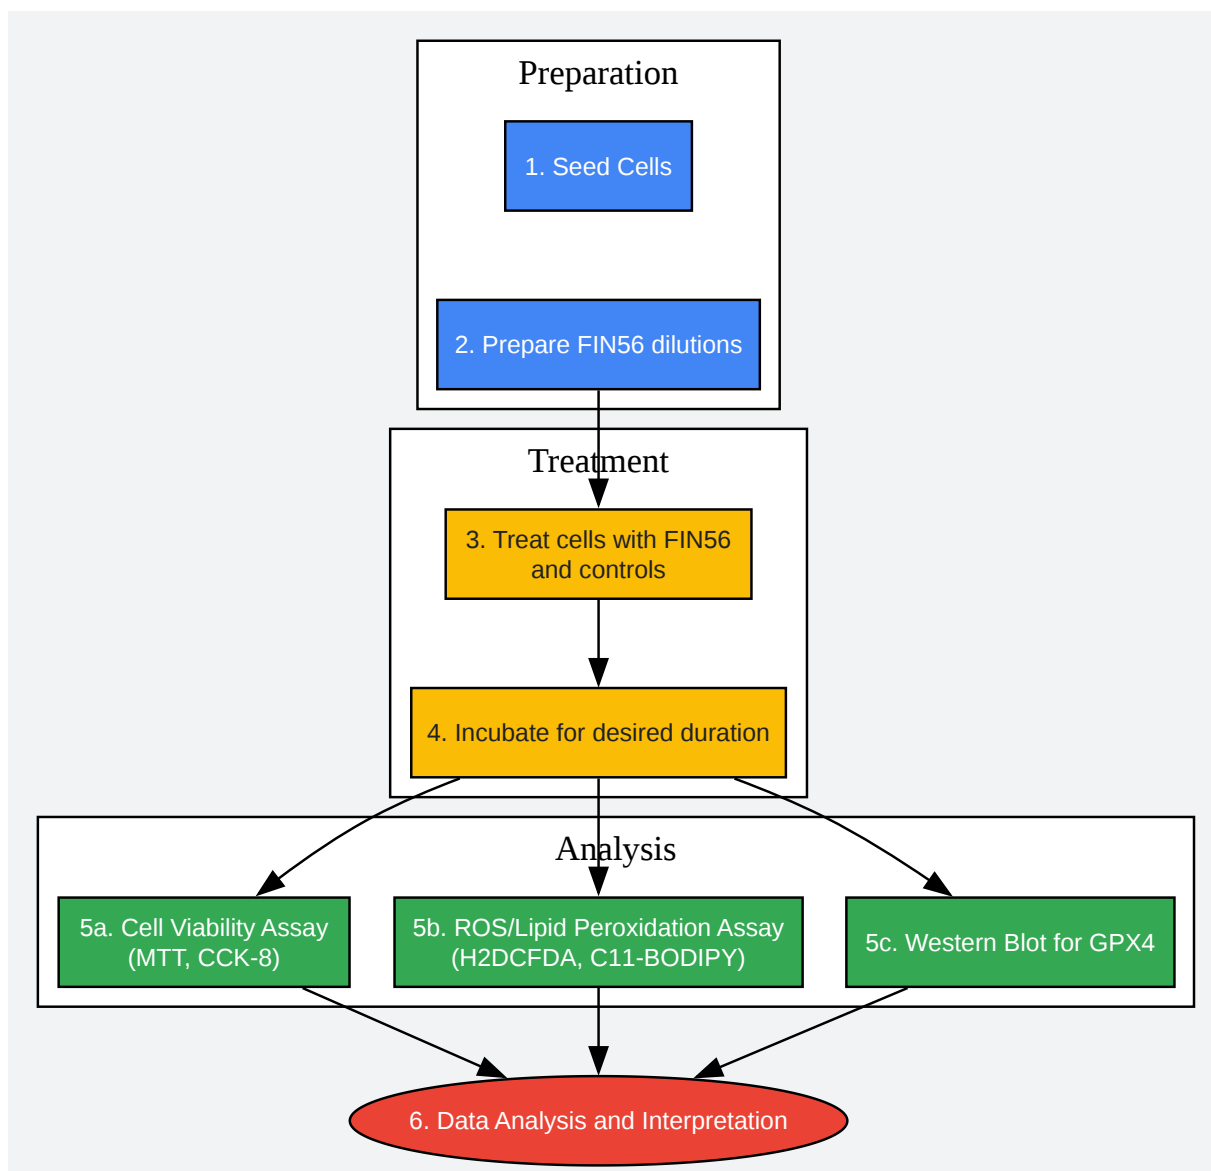 Preparation
1. Seed Cells
2. Prepare FIN56 dilutions
Treatment
3. Treat cells with FIN56
and controls
4. Incubate for desired duration
Analysis
5a. Cell Viability Assay
(MTT, CCK-8)
5b. ROS/Lipid Peroxidation Assay
(H2DCFDA, C11-BODIPY)
5c. Western Blot for GPX4
6. Data Analysis and Interpretation